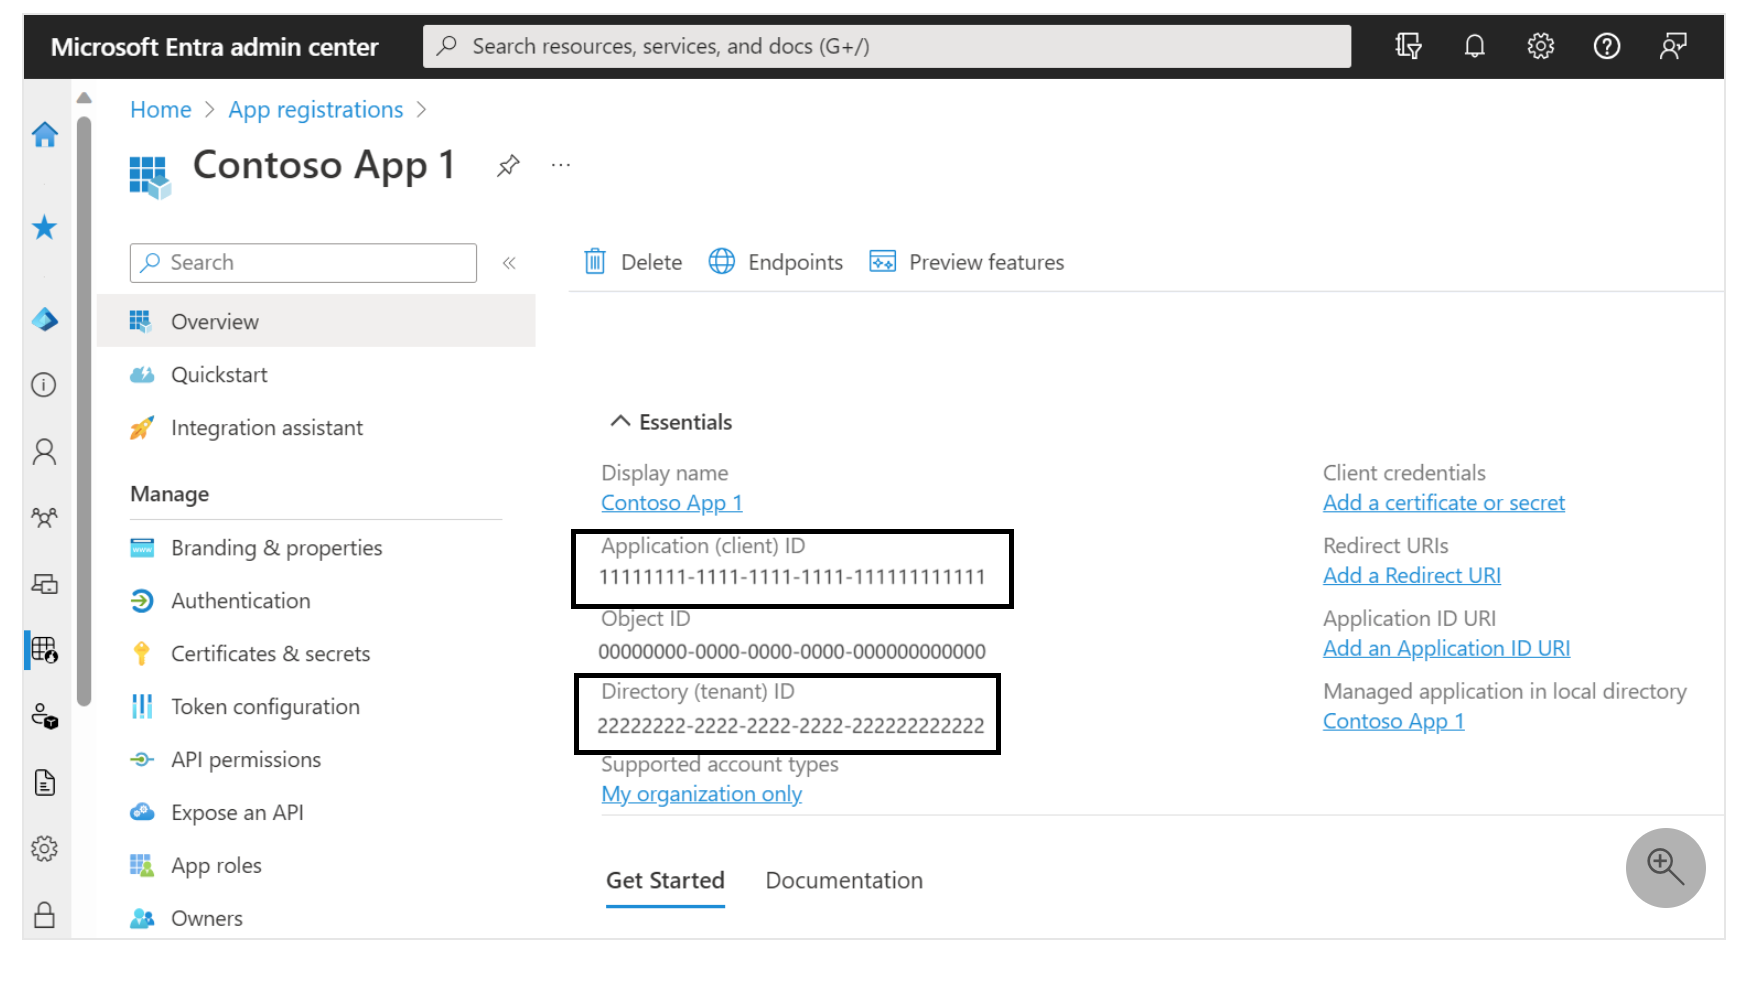 Microsoft Entra admin center
Search resources, services, and docs (G+/)
Home > App registrations >
Contoso App 1
Search
Overview
Quickstart
Integration assistant
Manage
Branding & properties
Authentication
Certificates & secrets
Token configuration
API permissions
Expose an API
App roles
Owners
Delete Endpoints Preview features
Essentials
Display name
Contoso App 1
Application (client) ID
11111111-1111-1111-1111-111111111111
Object ID
00000000-0000-0000-0000-000000000000
Directory (tenant) ID
22222222-2222-2222-2222-222222222222
Supported account types
My organization only
Client credentials
Add a certificate or secret
Redirect URIs
Add a Redirect URI
Application ID URI
Add an Application ID URI
Managed application in local directory
Contoso App 1
Get Started Documentation